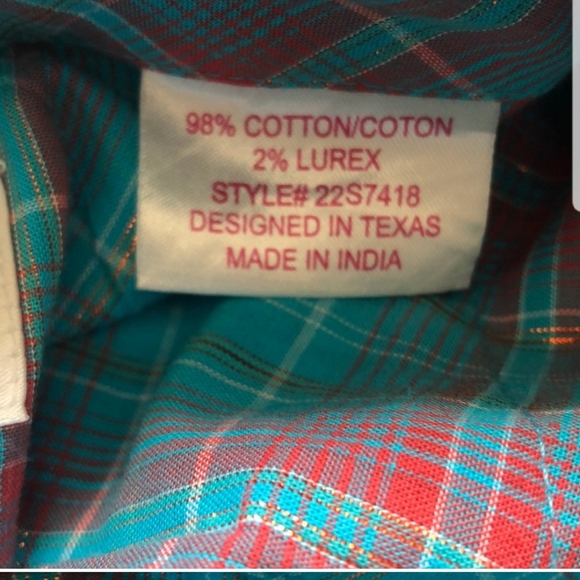 98% COTTON/COTON
2% LUREX
STYLE# 22S7418
DESIGNED IN TEXAS
MADE IN INDIA